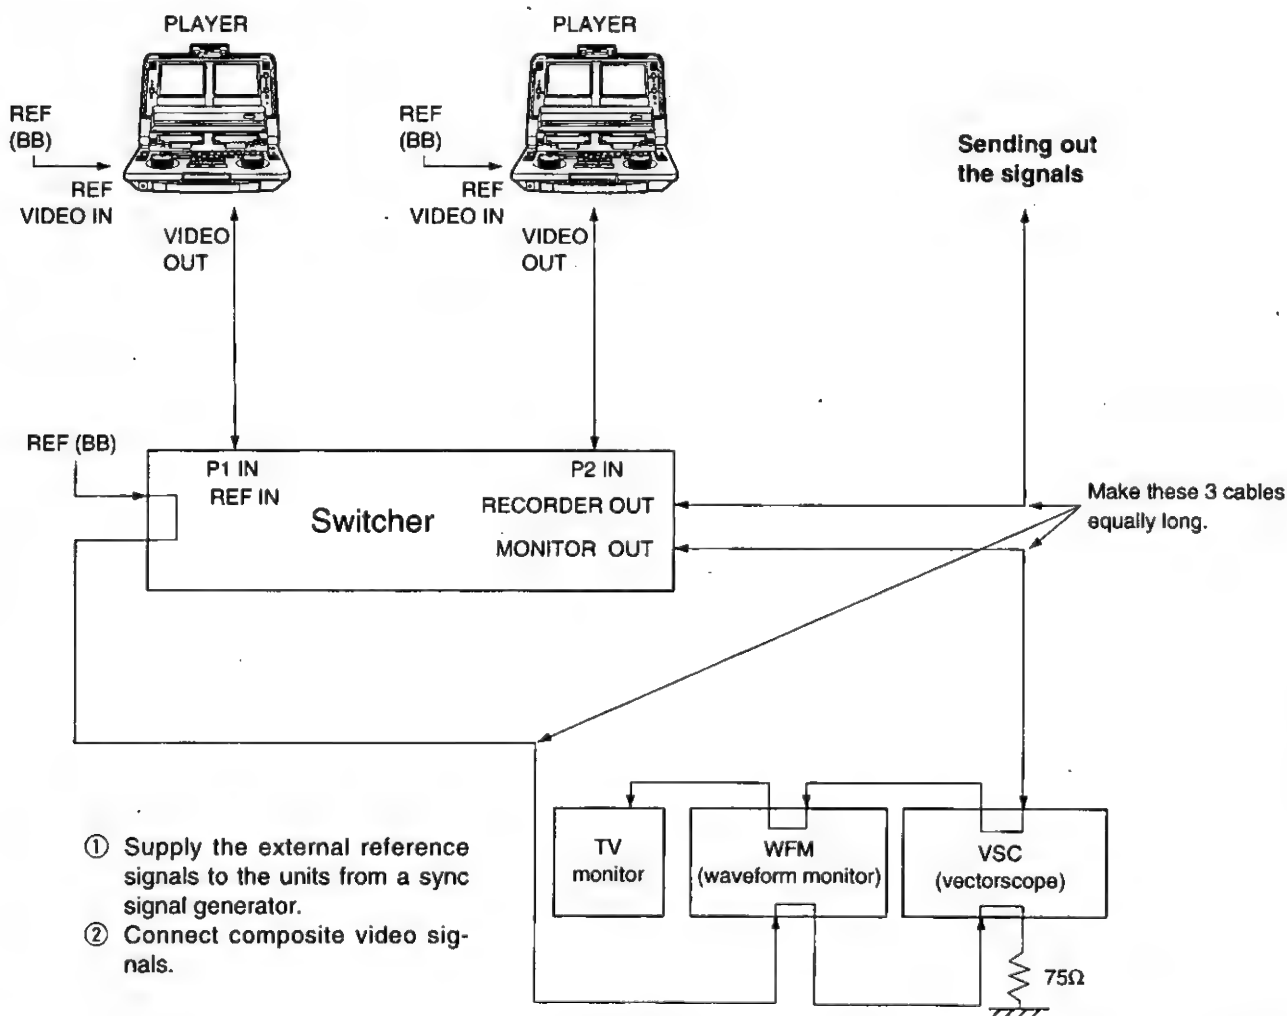 PLAYER
PLAYER
REF
(BB)
REF
VIDEO IN
REF
(BB)
REF
VIDEO IN
Sending out
the signals
VIDEO
OUT
VIDEO
OUT
REF (BB)
P1 IN
P2 IN
REF IN
Switcher
RECORDER OUT
MONITOR OUT
Make these 3 cables
equally long.
TV
monitor
WFM
(waveform monitor)
VSC
(vectorscope)
75Ω
① Supply the external reference
signals to the units from a sync
signal generator.
② Connect composite video sig-
nals.